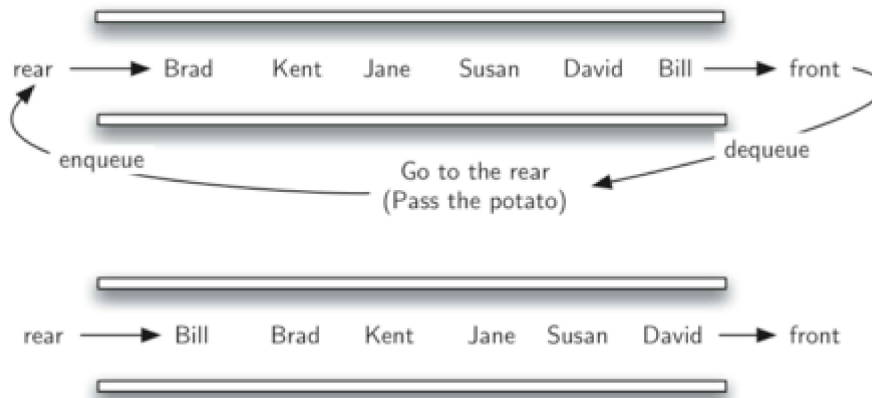 rear Brad Kent Jane Susan David Bill front
enqueue
dequeue
Go to the rear
(Pass the potato)
rear Bill Brad Kent Jane Susan David front